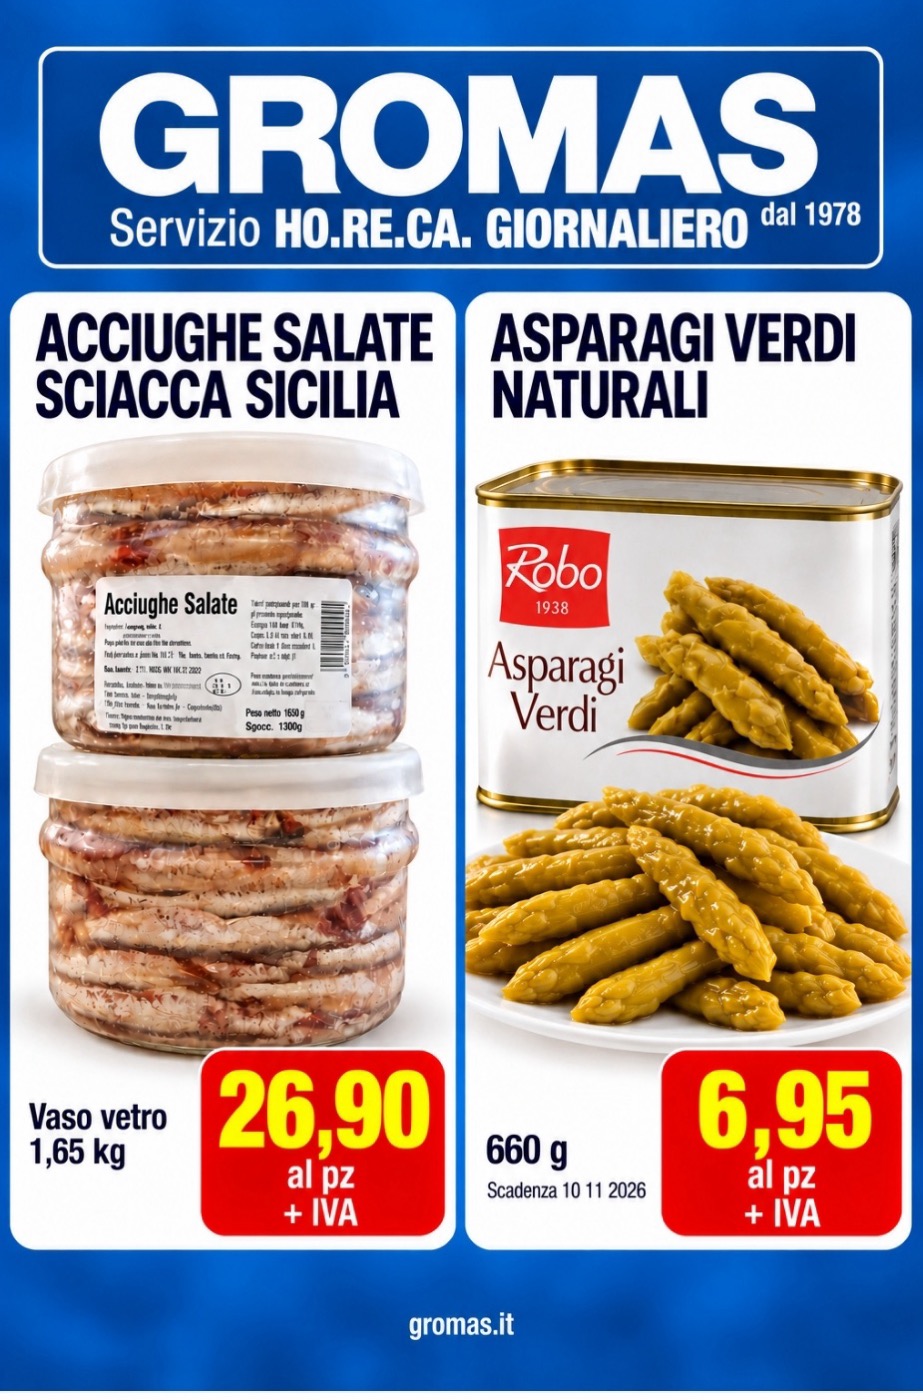 GROMAS
Servizio HO.RE.CA. GIORNALIERO dal 1978
ACCIUGHE SALATE
SCIACCA SICILIA
Acciughe Salate
Peso netto 1650 g
Sgocc. 1300g
Vaso vetro
1,65 kg
26,90
al pz
+ IVA
ASPARAGI VERDI
NATURALI
Robo
1938
Asparagi
Verdi
660 g
Scadenza 10 11 2026
6,95
al pz
+ IVA
gromas.it